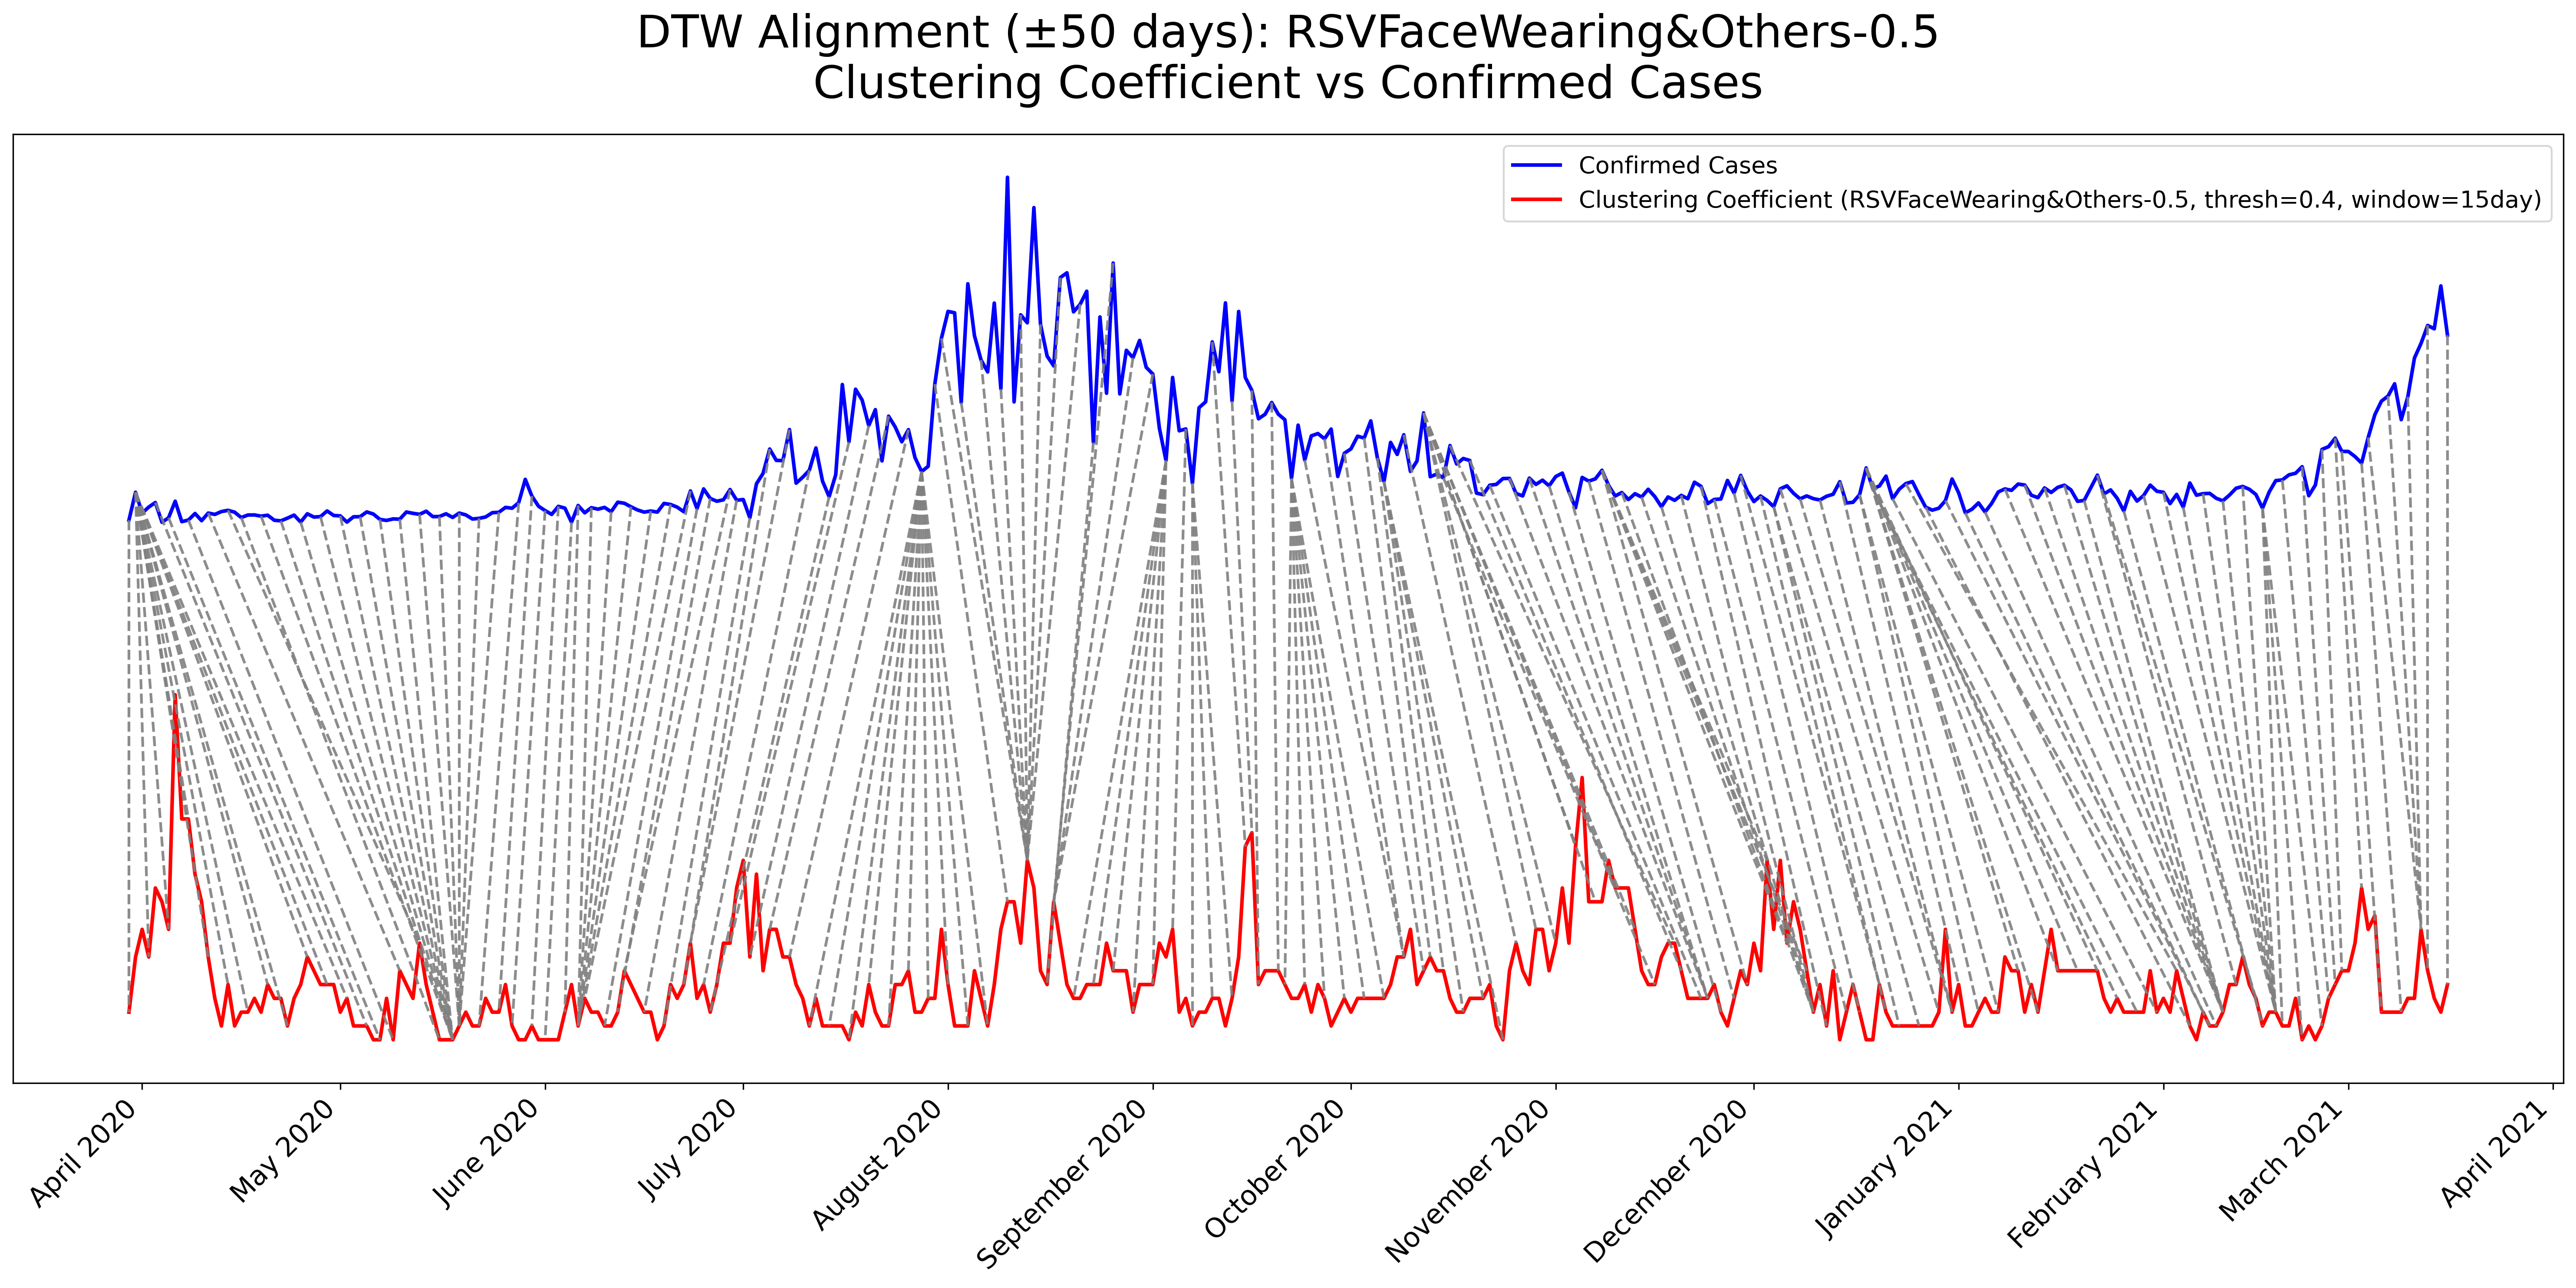 DTW Alignment (±50 days): RSVFaceWearing&Others-0.5
Clustering Coefficient vs Confirmed Cases
Confirmed Cases
Clustering Coefficient (RSVFaceWearing&Others-0.5, thresh=0.4, window=15day)
April 2020
May 2020
June 2020
July 2020
August 2020
September 2020
October 2020
November 2020
December 2020
January 2021
February 2021
March 2021
April 2021